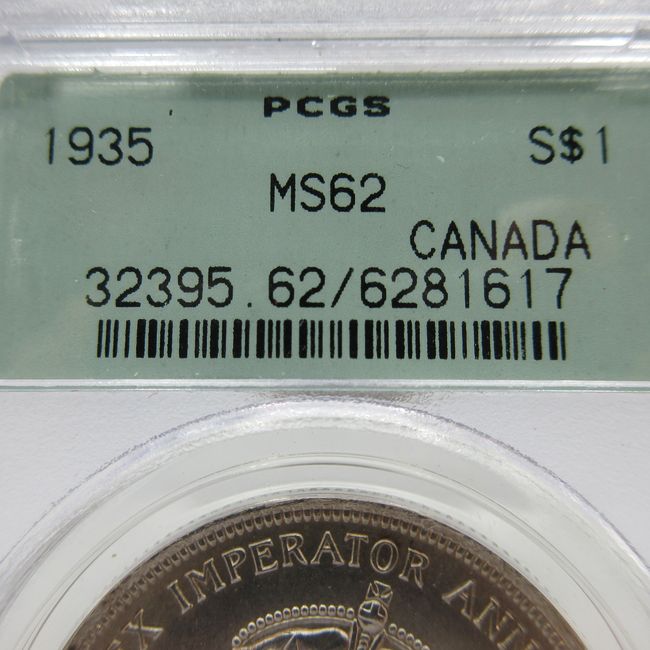 PCGS
1935 S$1
MS62
CANADA
32395.62/6281617
IMPERATOR